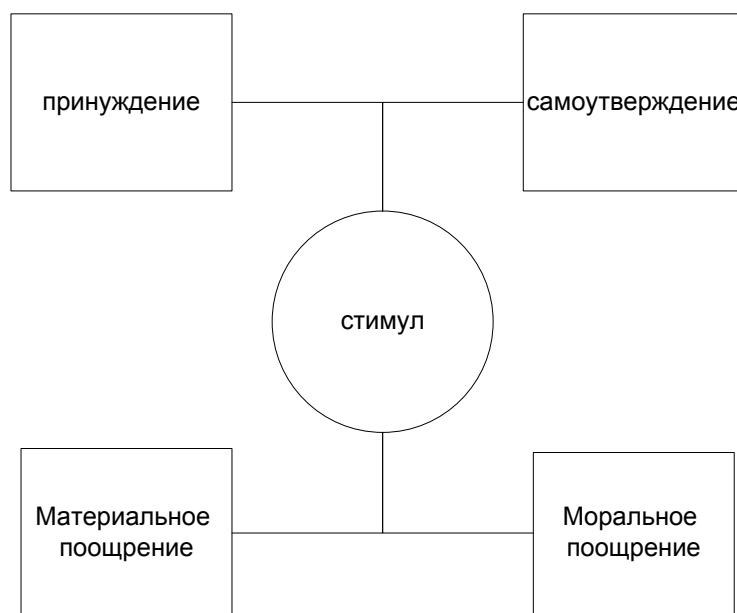 принуждение
самоутверждение
стимул
Материальное
поощрение
Моральное
поощрение